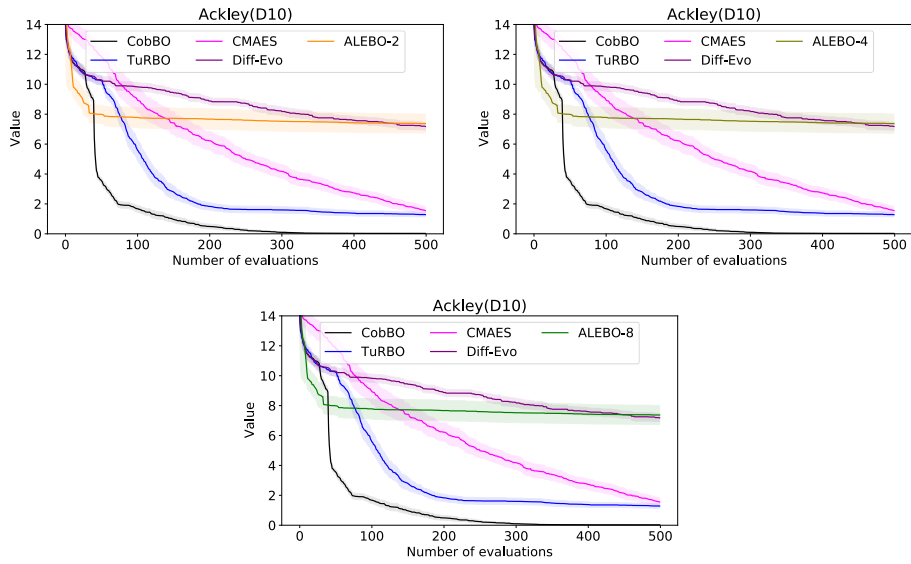 Ackley(D10)
CobBO CMAES ALEBO-2
TuRBO Diff-Evo
Value
0 2 4 6 8 10 12 14
0 100 200 300 400 500
Number of evaluations
Ackley(D10)
CobBO CMAES ALEBO-4
TuRBO Diff-Evo
Value
0 2 4 6 8 10 12 14
0 100 200 300 400 500
Number of evaluations
Ackley(D10)
CobBO CMAES ALEBO-8
TuRBO Diff-Evo
Value
0 2 4 6 8 10 12 14
0 100 200 300 400 500
Number of evaluations